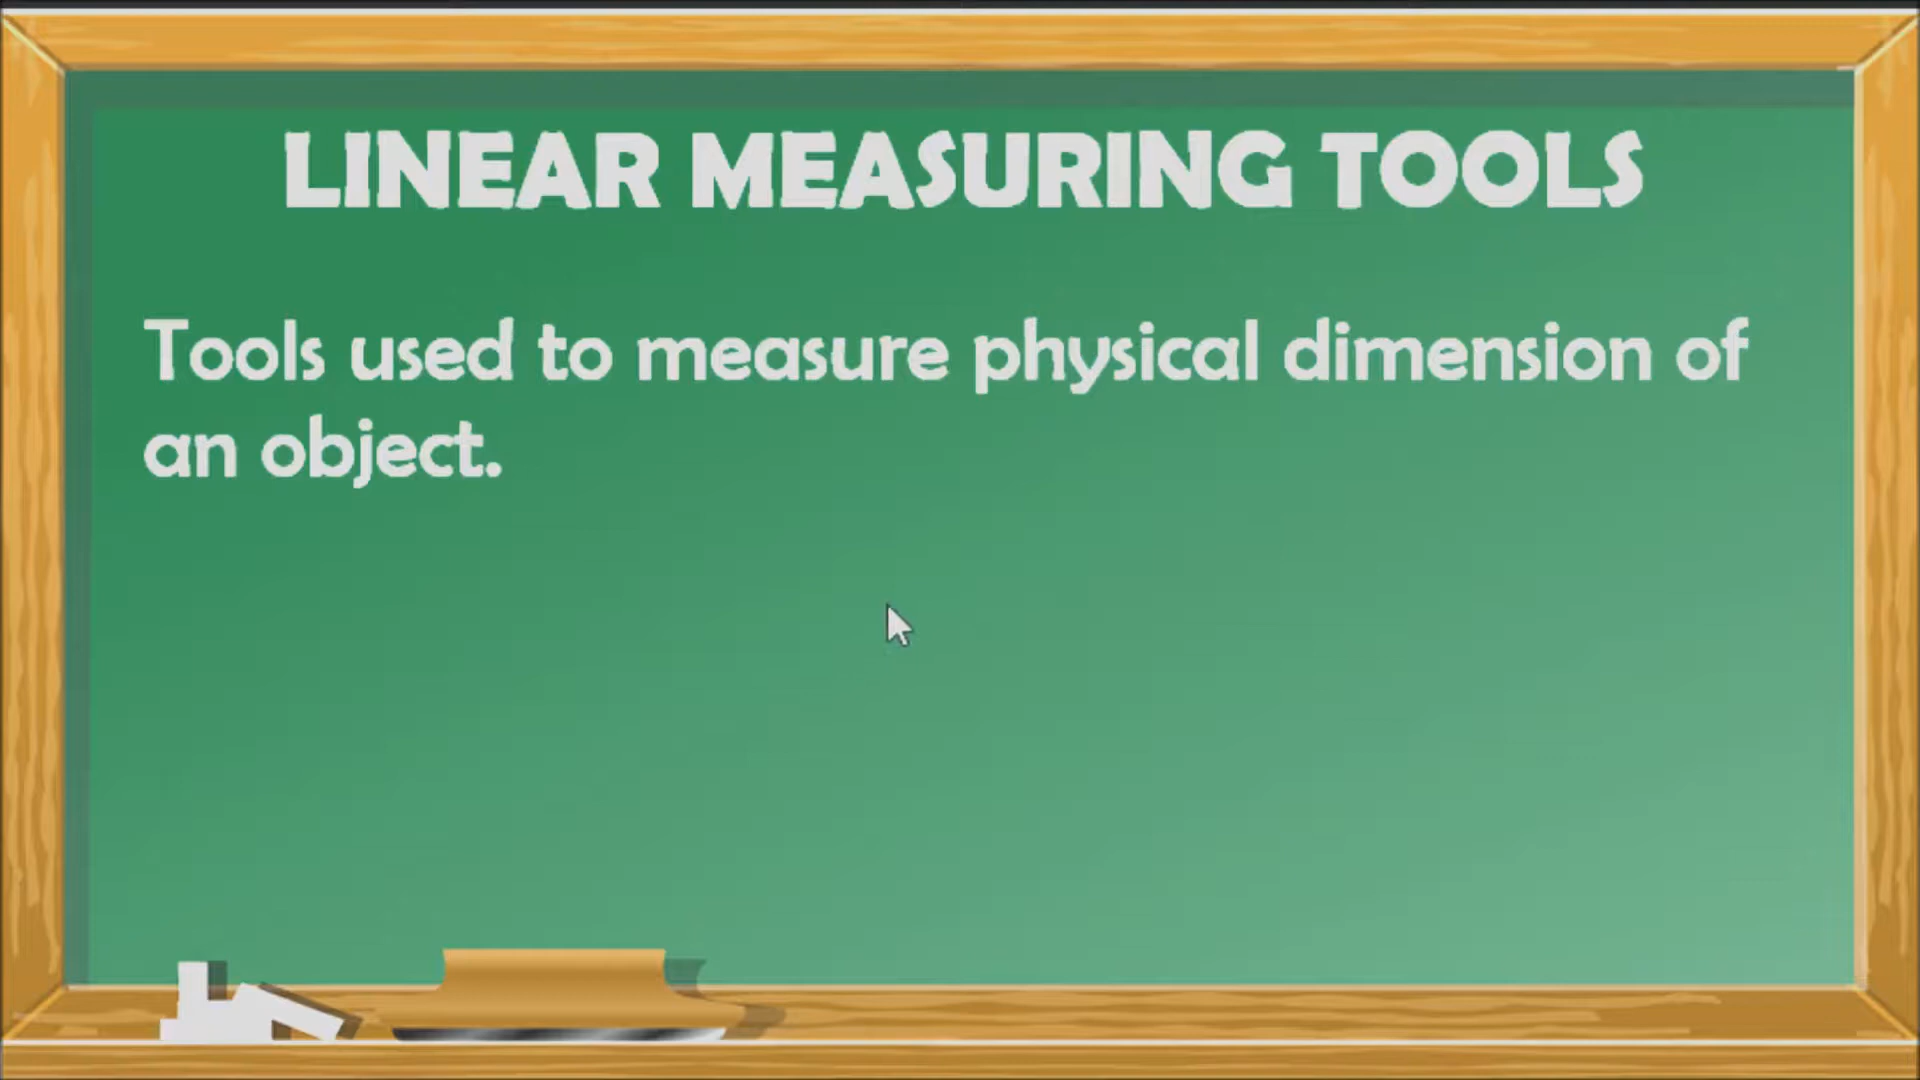 LINEAR MEASURING TOOLS
Tools used to measure physical dimension of
an object.